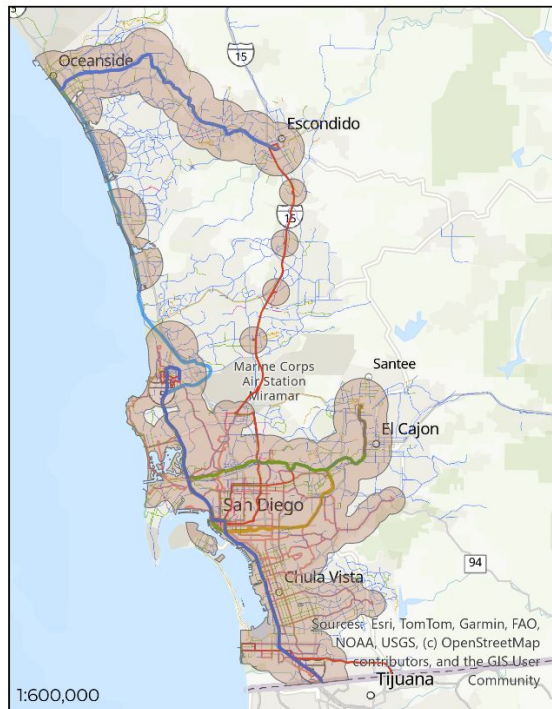 5
15
Oceanside
Escondido
15
Marine Corps
Air Station
Miramar
Santee
El Cajon
San Diego
94
Chula Vista
Sources: Esri, TomTom, Garmin, FAO,
NOAA, USGS, (c) OpenStreetMap
contributors, and the GIS User
Community
Tijuana
1:600,000